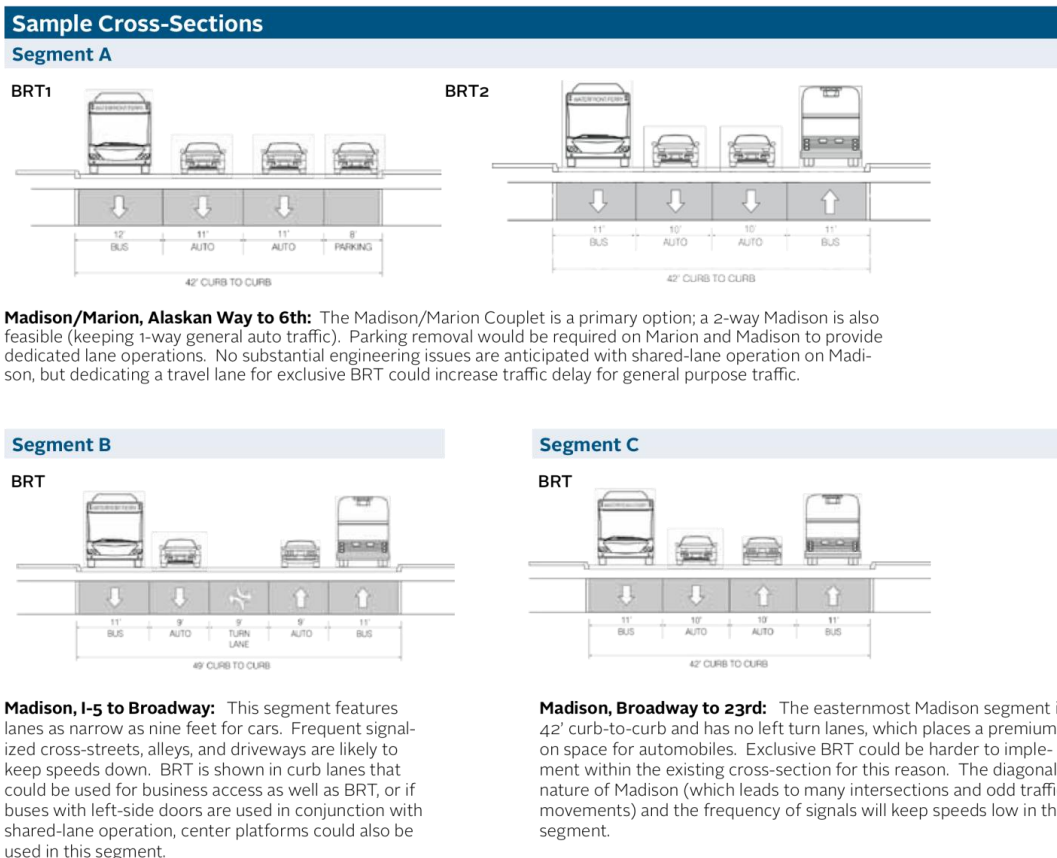 Sample Cross-Sections
Segment A
BRT1
BRT2
WATERFRONT FERRY
WATERFRONT FERRY
12' 11' 11' 8'
BUS AUTO AUTO PARKING
42' CURB TO CURB
11' 10' 10' 11'
BUS AUTO AUTO BUS
42' CURB TO CURB
Madison/Marion, Alaskan Way to 6th: The Madison/Marion Couplet is a primary option; a 2-way Madison is also
feasible (keeping 1-way general auto traffic). Parking removal would be required on Marion and Madison to provide
dedicated lane operations. No substantial engineering issues are anticipated with shared-lane operation on Madi-
son, but dedicating a travel lane for exclusive BRT could increase traffic delay for general purpose traffic.
Segment B
BRT
11' 9' 9' 9' 11'
BUS AUTO TURN AUTO BUS
LANE
49' CURB TO CURB
Madison, I-5 to Broadway: This segment features
lanes as narrow as nine feet for cars. Frequent signal-
ized cross-streets, alleys, and driveways are likely to
keep speeds down. BRT is shown in curb lanes that
could be used for business access as well as BRT, or if
buses with left-side doors are used in conjunction with
shared-lane operation, center platforms could also be
used in this segment.
Segment C
BRT
11' 10' 10' 11'
BUS AUTO AUTO BUS
42' CURB TO CURB
Madison, Broadway to 23rd: The easternmost Madison segment i
42' curb-to-curb and has no left turn lanes, which places a premium
on space for automobiles. Exclusive BRT could be harder to imple-
ment within the existing cross-section for this reason. The diagonal
nature of Madison (which leads to many intersections and odd traffi
movements) and the frequency of signals will keep speeds low in th
segment.